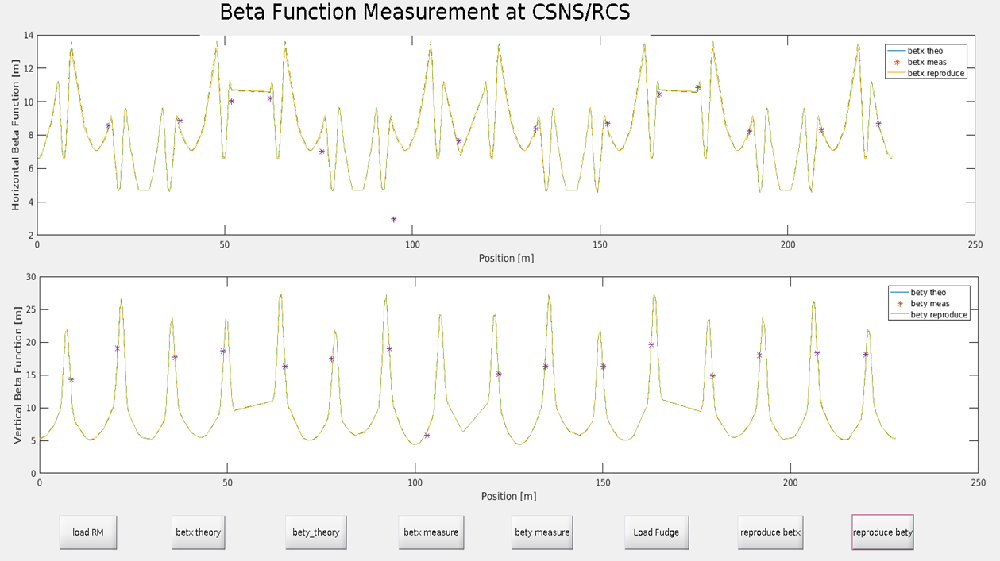 Beta Function Measurement at CSNS/RCS
Horizontal Beta Function [m]
14
12
10
8
6
4
2
0
50
100
150
200
250
Position [m]
betx theo
betx meas
betx reproduce
Vertical Beta Function [m]
30
25
20
15
10
5
0
0
50
100
150
200
250
Position [m]
bety theo
bety meas
bety reproduce
load RM
betx theory
bety_theory
betx measure
bety measure
Load Fudge
reproduce betx
reproduce bety